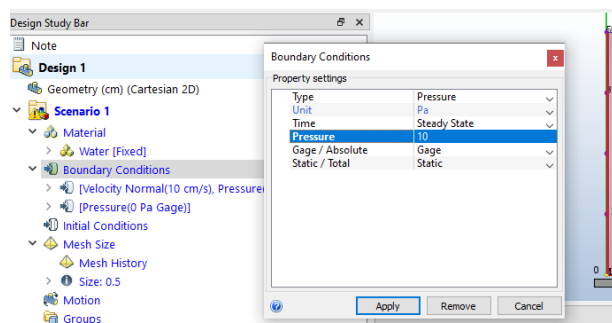 Design Study Bar
Note
Design 1
Geometry (cm) (Cartesian 2D)
Scenario 1
Material
Water [Fixed]
Boundary Conditions
[Velocity Normal(10 cm/s), Pressure(
[Pressure(0 Pa Gage)]
Initial Conditions
Mesh Size
Mesh History
Size: 0.5
Motion
Groups
Boundary Conditions
Property settings
Type Pressure
Unit Pa
Time Steady State
Pressure 10
Gage / Absolute Gage
Static / Total Static
Apply Remove Cancel
0